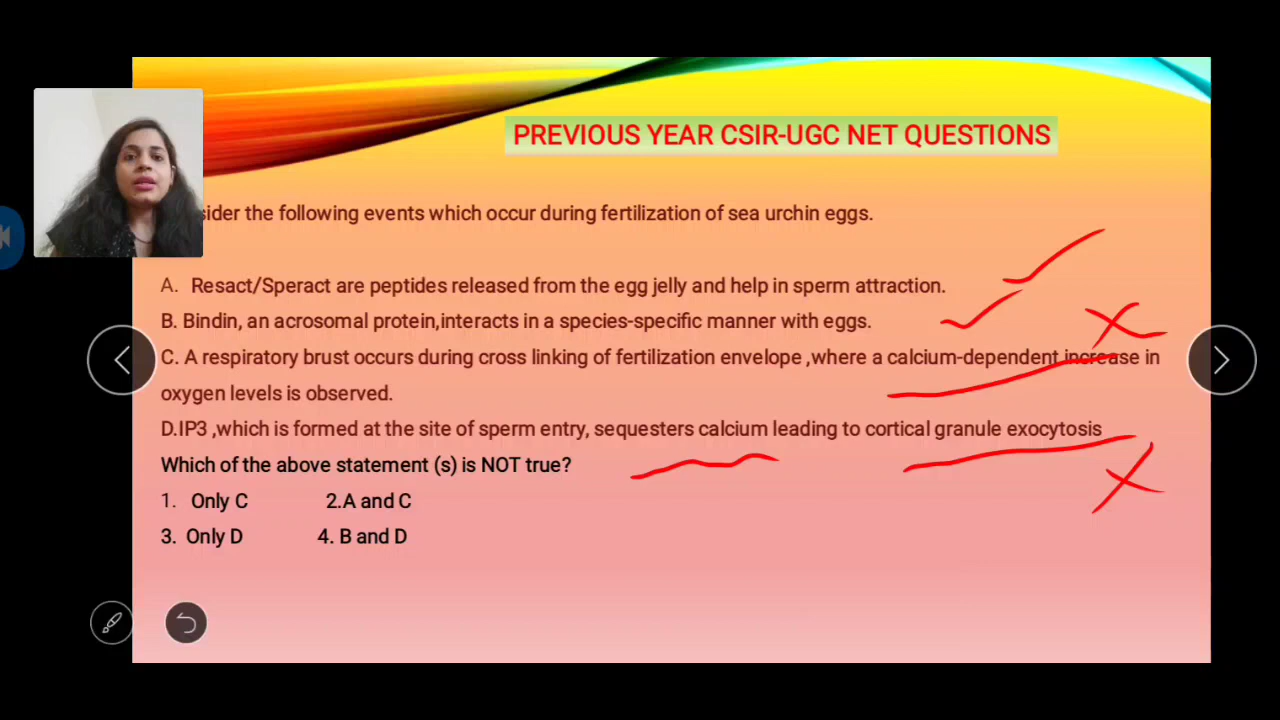 PREVIOUS YEAR CSIR-UGC NET QUESTIONS
the following events which occur during fertilization of sea urchin eggs.
A. Resact/Speract are peptides released from the egg jelly and help in sperm attraction.
B. Bindin, an acrosomal protein,interacts in a species-specific manner with eggs.
C. A respiratory brust occurs during cross linking of fertilization envelope ,where a calcium-dependent increase in
oxygen levels is observed.
D.IP3 ,which is formed at the site of sperm entry, sequesters calcium leading to cortical granule exocytosis
Which of the above statement (s) is NOT true?
1. Only C 2.A and C
3. Only D 4. B and D